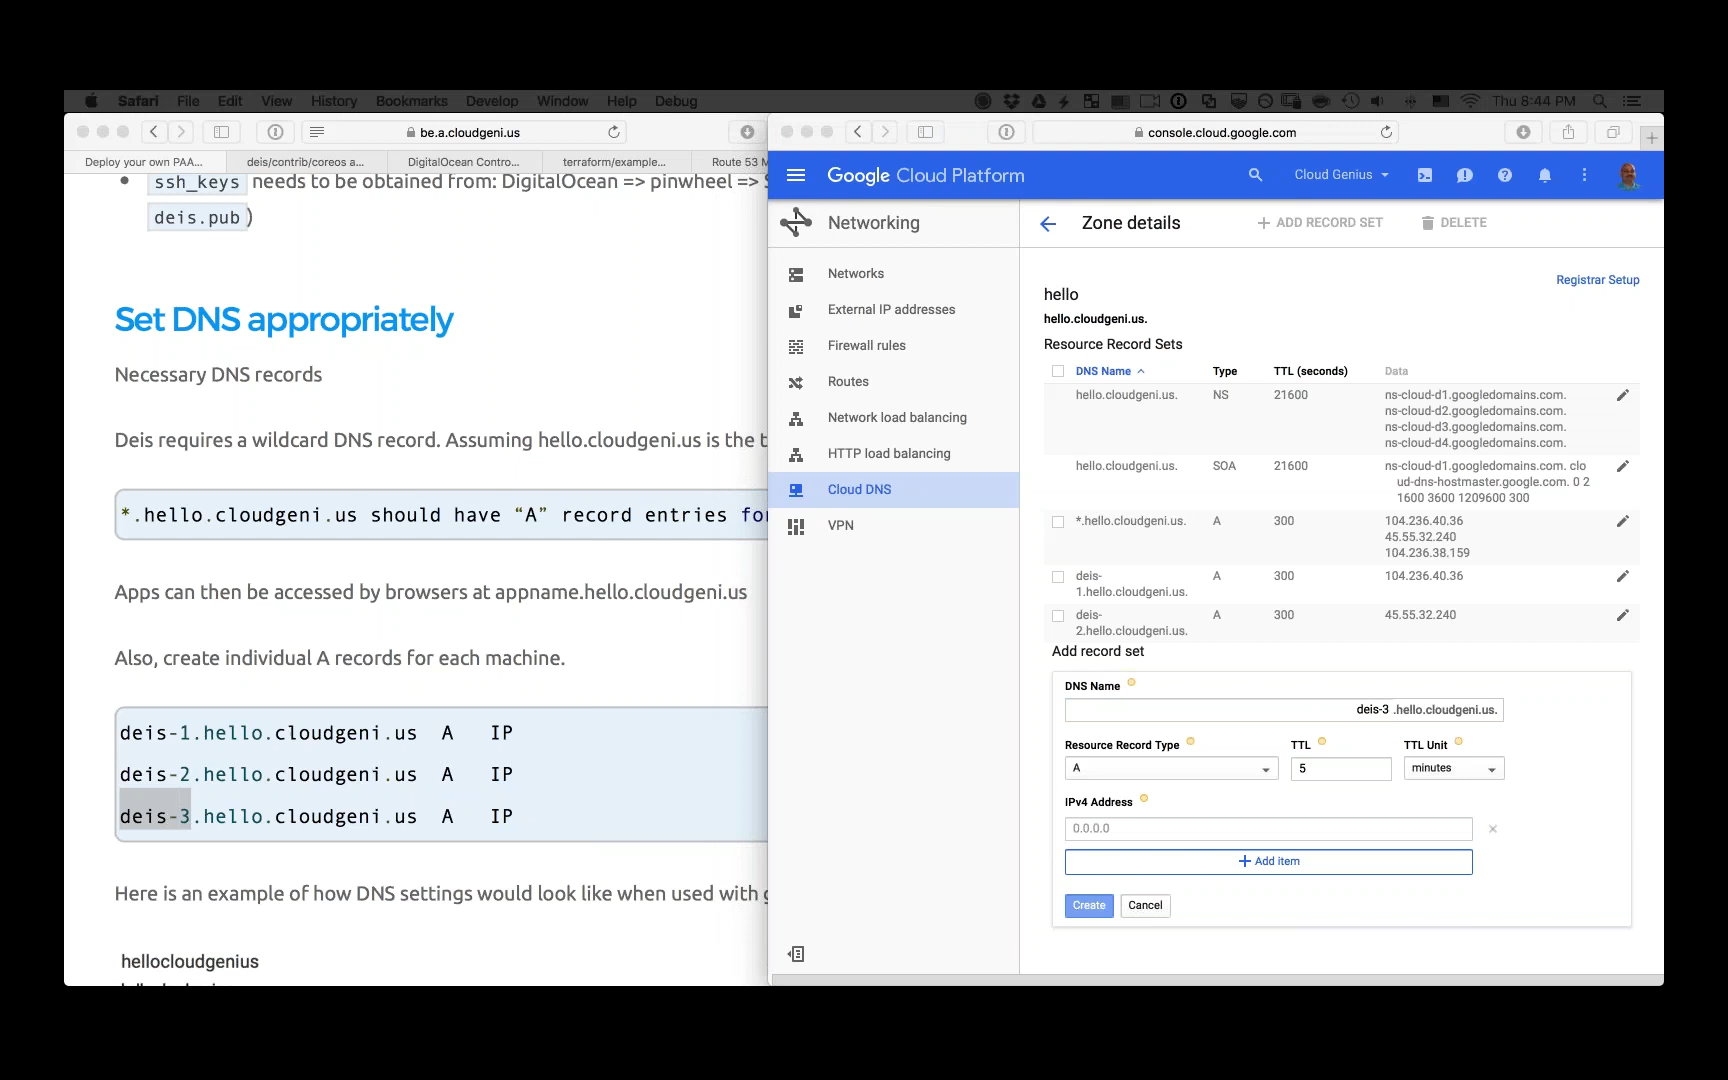 Safari File Edit View History Bookmarks Develop Window Help Debug
Thu 8:44 PM
be.a.cloudgeni.us
Deploy your own PAA...
deis/contrib/coreos a...
DigitalOcean Contro...
terraform/example...
Route 53 M
ssh_keys needs to be obtained from: DigitalOcean => pinwheel => S
deis.pub)
Set DNS appropriately
Necessary DNS records
Deis requires a wildcard DNS record. Assuming hello.cloudgeni.us is the t
*.hello.cloudgeni.us should have “A” record entries for
Apps can then be accessed by browsers at appname.hello.cloudgeni.us
Also, create individual A records for each machine.
deis-1.hello.cloudgeni.us A IP
deis-2.hello.cloudgeni.us A IP
deis-3.hello.cloudgeni.us A IP
Here is an example of how DNS settings would look like when used with g
hellocloudgenius
console.cloud.google.com
Google Cloud Platform
Cloud Genius
Networking
Networks
External IP addresses
Firewall rules
Routes
Network load balancing
HTTP load balancing
Cloud DNS
VPN
Zone details
ADD RECORD SET
DELETE
Registrar Setup
hello
hello.cloudgeni.us.
Resource Record Sets
DNS Name Type TTL (seconds) Data
hello.cloudgeni.us. NS 21600 ns-cloud-d1.googledomains.com.
ns-cloud-d2.googledomains.com.
ns-cloud-d3.googledomains.com.
ns-cloud-d4.googledomains.com.
hello.cloudgeni.us. SOA 21600 ns-cloud-d1.googledomains.com. clo
ud-dns-hostmaster.google.com. 0 2
1600 3600 1209600 300
*.hello.cloudgeni.us. A 300 104.236.40.36
45.55.32.240
104.236.38.159
deis- A 300 104.236.40.36
1.hello.cloudgeni.us.
deis- A 300 45.55.32.240
2.hello.cloudgeni.us.
Add record set
DNS Name
deis-3 .hello.cloudgeni.us.
Resource Record Type TTL TTL Unit
A 5 minutes
IPv4 Address
0.0.0.0
Add item
Create Cancel